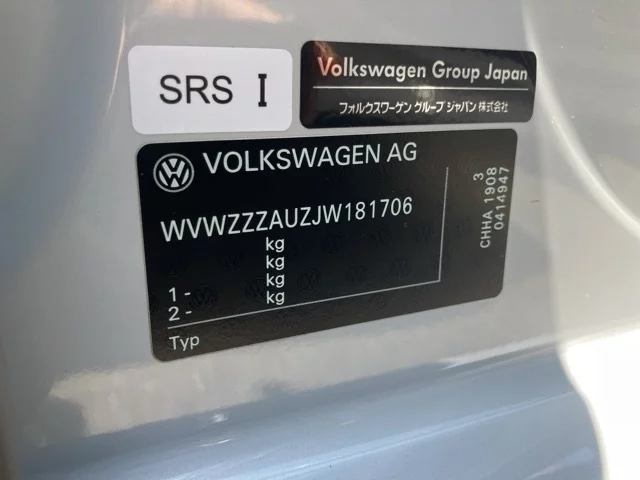 SRS I
Volkswagen Group Japan
フォルクスワーゲン グループ ジャパン 株式会社
VOLKSWAGEN AG
WVWZZZAUZJW181706
kg
kg
1 - kg
2 - kg
Typ
3
CHHA 1908
0414947